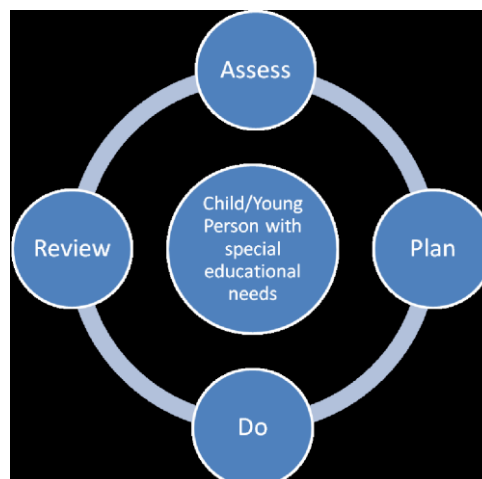 Assess
Child/Young
Person with
special
educational
needs
Review
Plan
Do